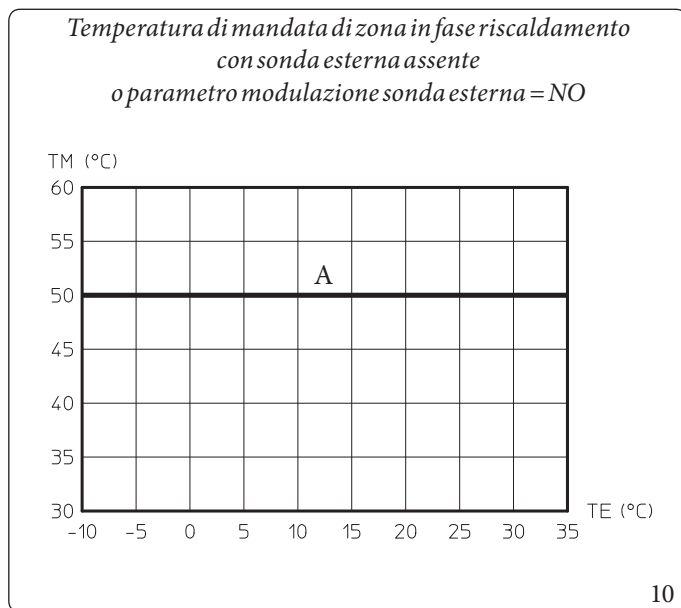 Temperatura di mandata di zona in fase riscaldamento
con sonda esterna assente
o parametro modulazione sonda esterna = NO
TM (°C)
60
55
A
50
45
40
35
30
TE (°C)
-10 -5 0 5 10 15 20 25 30 35
10